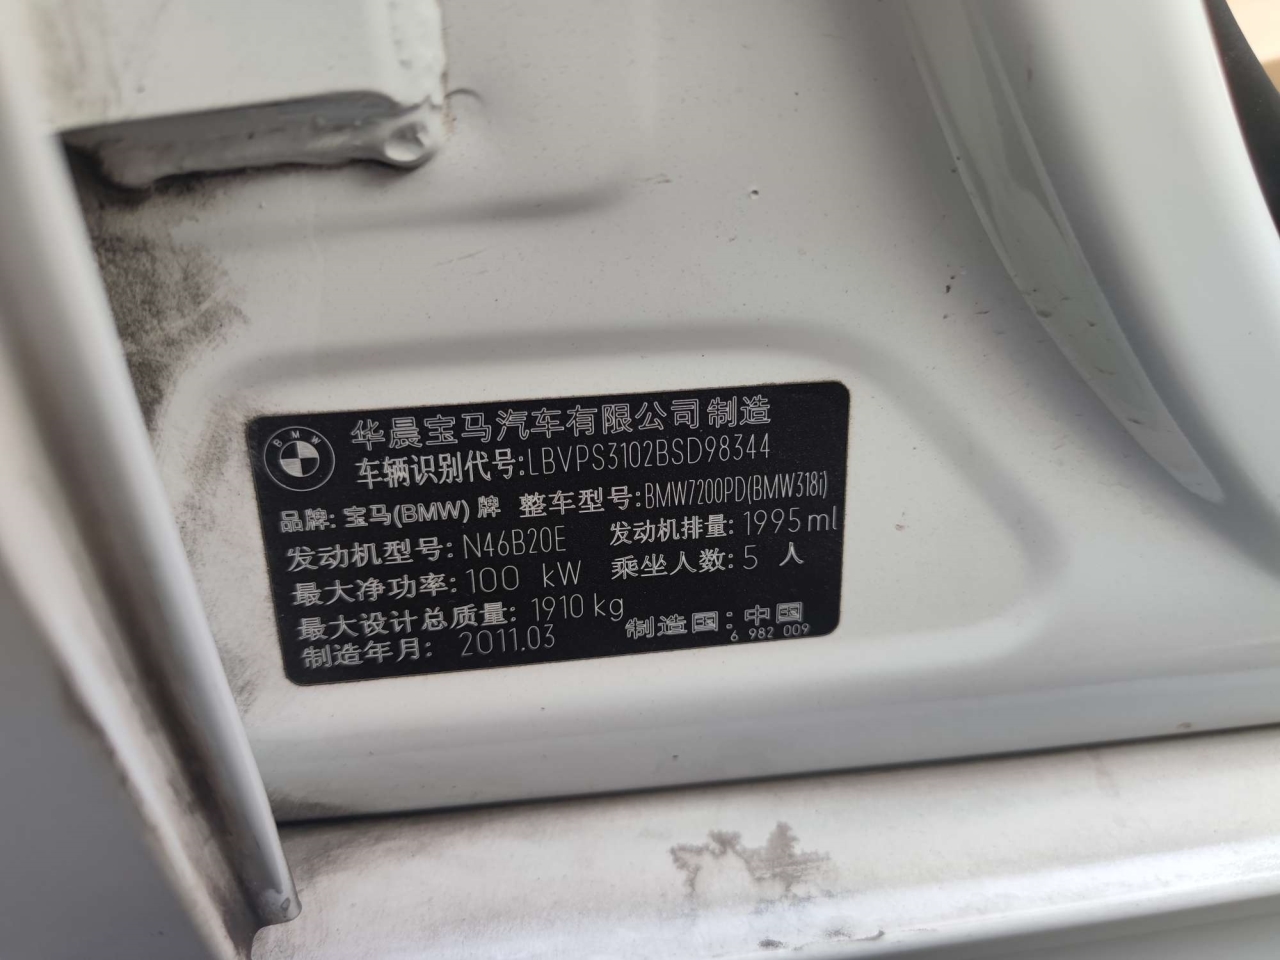 BMW
华晨宝马汽车有限公司制造
车辆识别代号:LBVPS3102BSD98344
品牌: 宝马(BMW) 牌 整车型号:BMW7200PD(BMW318i)
发动机型号: N46B20E 发动机排量: 1995ml
最大净功率: 100 kW 乘坐人数: 5 人
最大设计总质量: 1910 kg
制造年月: 2011.03 制造国: 中国
6 982 009